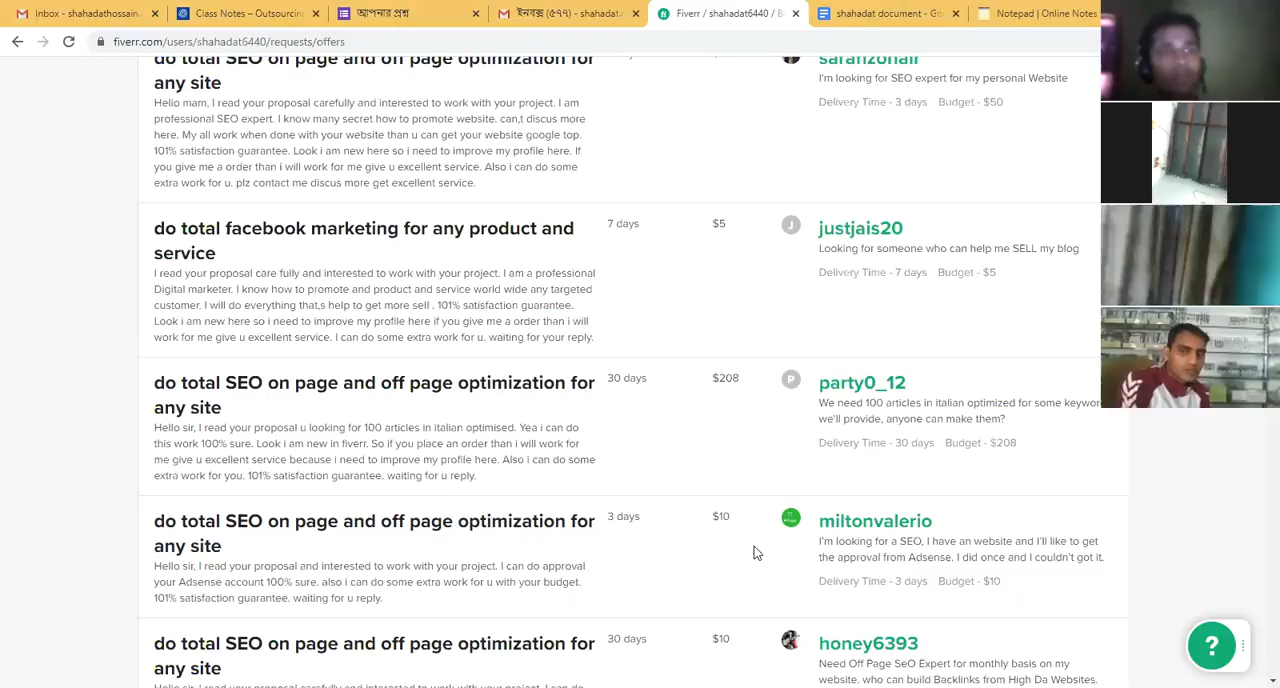 Inbox – shahadathossain.
Class Notes – Outsourcin
আপনার প্রশ্ন
ইনবক্স (৫৭৭) - shahadat.
Fiverr / shahadat6440 / B
shahadat document - Go
Notepad | Online Notes
fiverr.com/users/shahadat6440/requests/offers
do total SEO on page and off page optimization for
any site
Hello mam, I read your proposal carefully and interested to work with your project. I am
professional SEO expert. I know many secret how to promote website. can,t discus more
here. My all work when done with your website than u can get your website google top.
101% satisfaction guarantee. Look i am new here so i need to improve my profile here. If
you give me a order than i will work for me give u excellent service. Also i can do some
extra work for u. plz contact me discus more get excellent service.
saranzohair
I'm looking for SEO expert for my personal Website
Delivery Time - 3 days Budget - $50
do total facebook marketing for any product and
service
I read your proposal care fully and interested to work with your project. I am a professional
Digital marketer. I know how to promote and product and service world wide any targeted
customer. I will do everything that,s help to get more sell . 101% satisfaction guarantee.
Look i am new here so i need to improve my profile here if you give me a order than i will
work for me give u excellent service. I can do some extra work for u. waiting for your reply.
7 days
$5
J
justjais20
Looking for someone who can help me SELL my blog
Delivery Time - 7 days Budget - $5
do total SEO on page and off page optimization for
any site
Hello sir, I read your proposal u looking for 100 articles in italian optimised. Yea i can do
this work 100% sure. Look i am new in fiverr. So if you place an order than i will work for
me give u excellent service because i need to improve my profile here. Also i can do some
extra work for you. 101% satisfaction guarantee. waiting for u reply.
30 days
$208
P
party0_12
We need 100 articles in italian optimized for some keywor
we'll provide, anyone can make them?
Delivery Time - 30 days Budget - $208
do total SEO on page and off page optimization for
any site
Hello sir, I read your proposal and interested to work with your project. I can do approval
your Adsense account 100% sure. also i can do some extra work for u with your budget.
101% satisfaction guarantee. waiting for u reply.
3 days
$10
miltonvalerio
I'm looking for a SEO, I have an website and I'll like to get
the approval from Adsense. I did once and I couldn't got it.
Delivery Time - 3 days Budget - $10
do total SEO on page and off page optimization for
any site
Hello sir, I read your proposal carefully and interested to work with your project. I can do
30 days
$10
honey6393
Need Off Page SeO Expert for monthly basis on my
website. who can build Backlinks from High Da Websites.
?